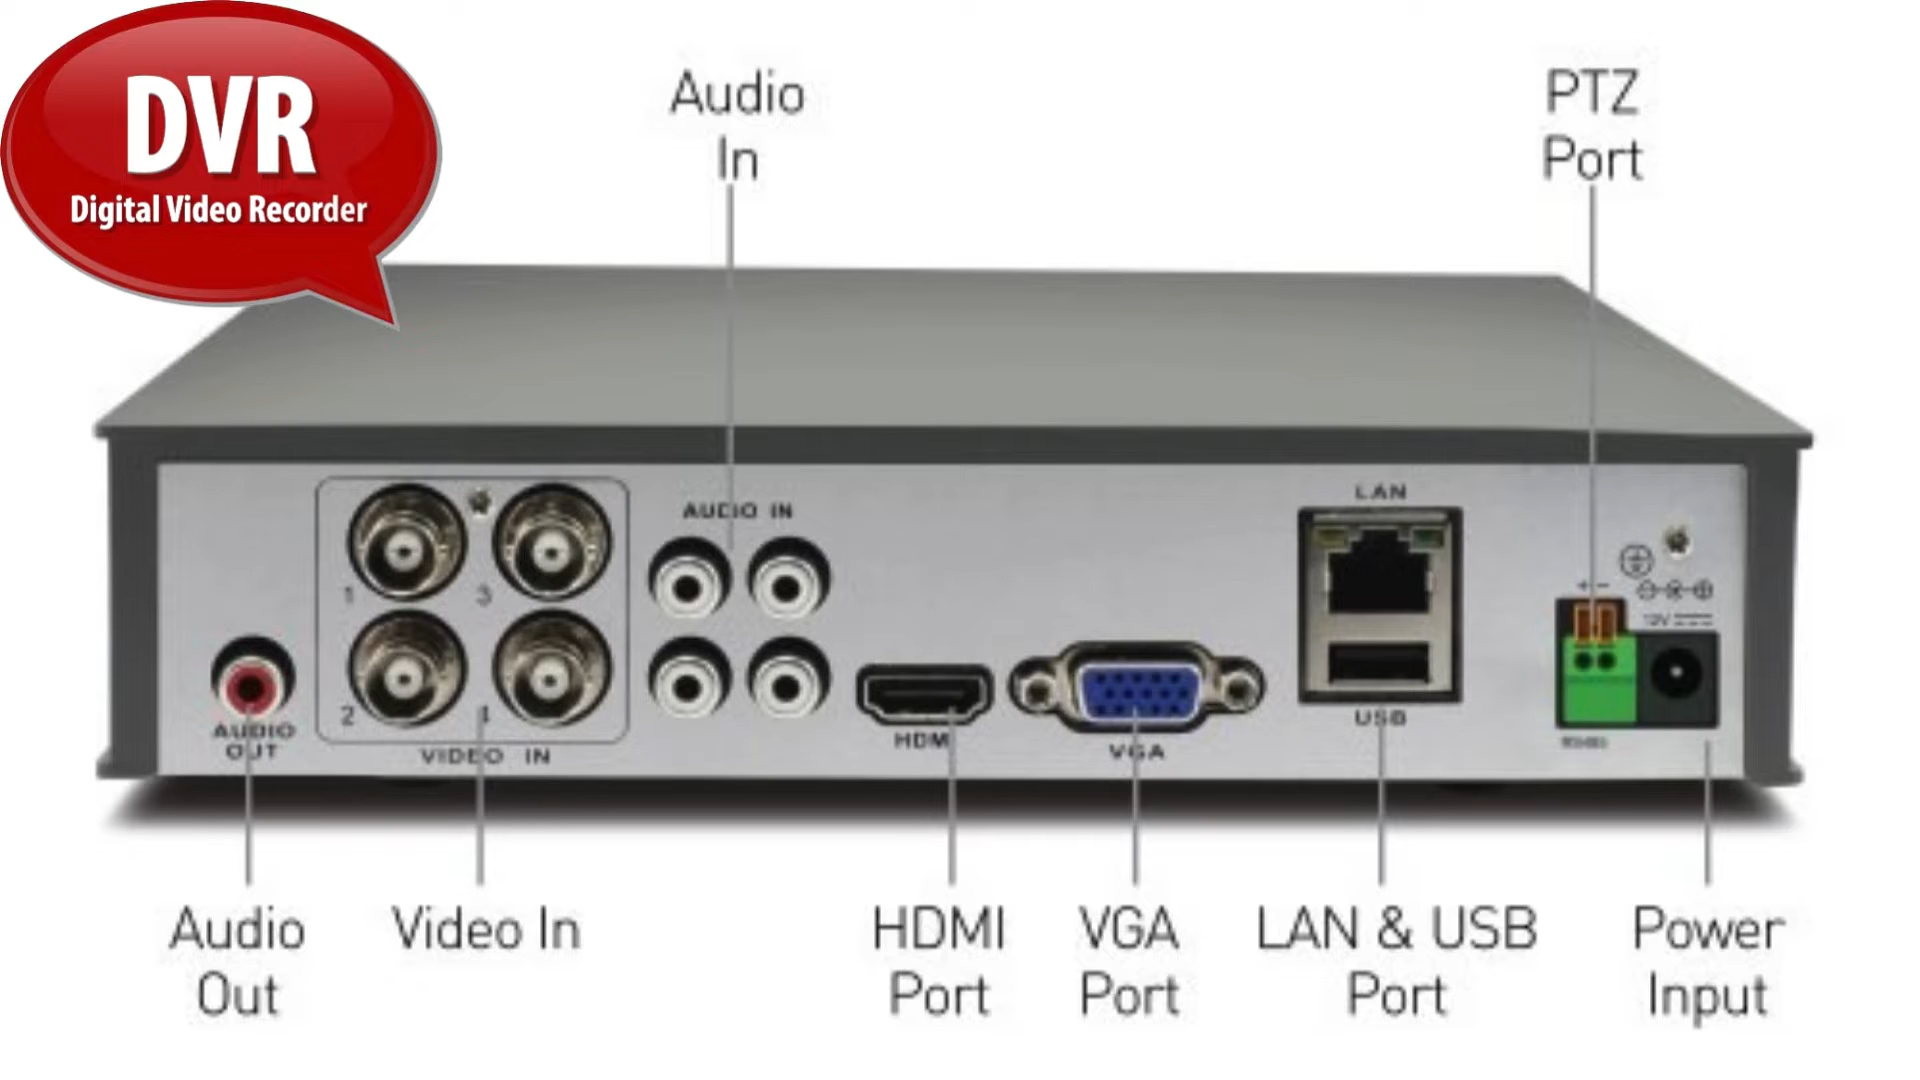 DVR
Digital Video Recorder
Audio
In
PTZ
Port
AUDIO IN
LAN
1
3
+ -
12V
2
4
AUDIO
OUT
VIDEO IN
HDMI
VGA
USB
RS485
Audio
Out
Video In
HDMI
Port
VGA
Port
LAN & USB
Port
Power
Input